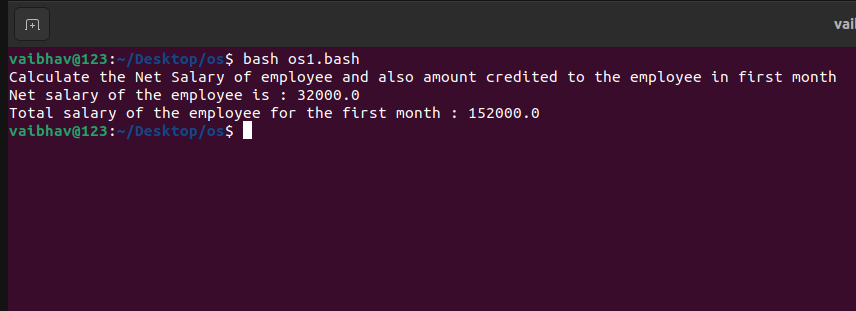 vail
vaibhav@123:~/Desktop/os$ bash os1.bash
Calculate the Net Salary of employee and also amount credited to the employee in first month
Net salary of the employee is : 32000.0
Total salary of the employee for the first month : 152000.0
vaibhav@123:~/Desktop/os$